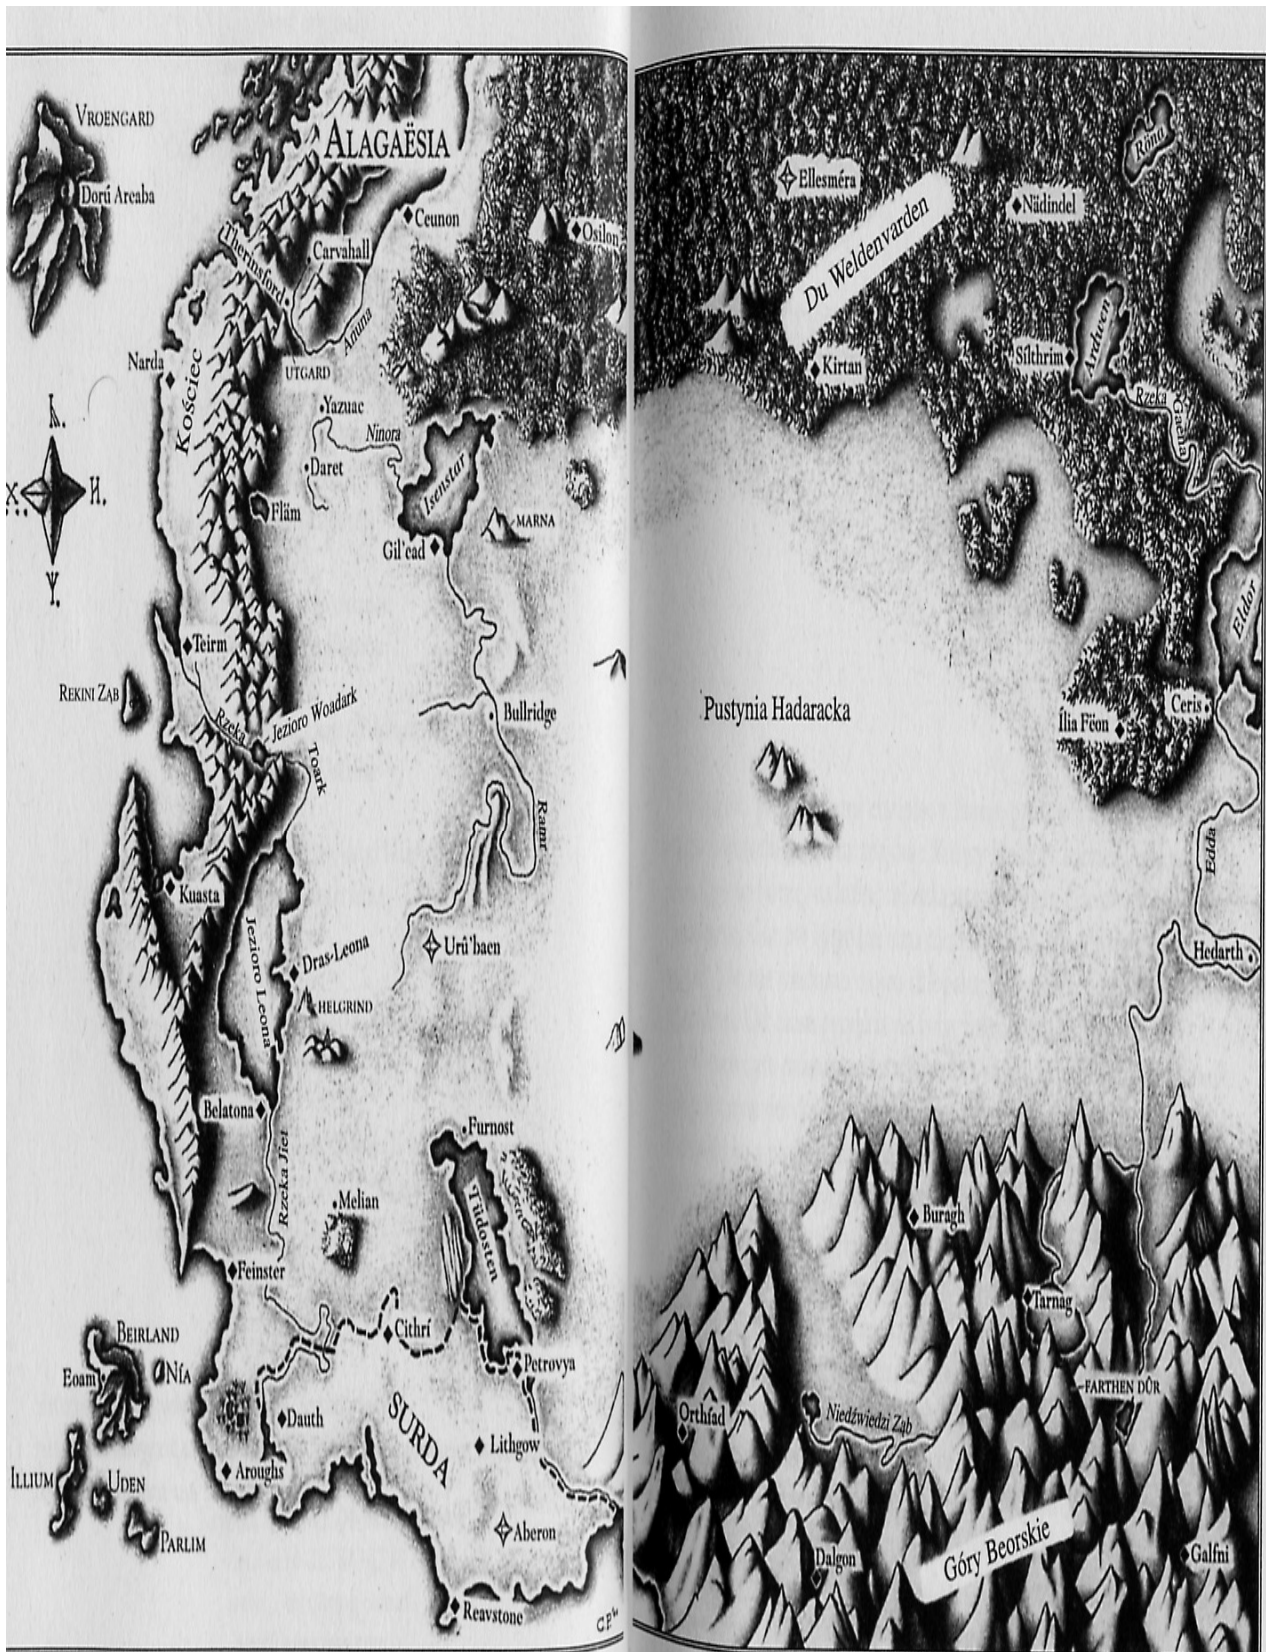 ALAGAËSIA
VROENGARD
Dorú Areaba
Ceunon
Osilon
Carvahall
Therinsford
Anuna
Narda
UTGARD
Kościec
Yazuac
Ninora
Daret
Isenstar
Fläm
MARNA
Gil'ead
И.
Teirm
REKINI ZĄB
Rzeka
Jezioro Woadark
Toark
Bullridge
Ramr
Kuasta
Jezioro Leona
Dras-Leona
Urû'baen
HELGRIND
Belatona
Furnost
Rzeka Jiet
Melian
Tüdosten
Feinster
Cithrí
BEIRLAND
Eoam
NÍA
Petrovya
Dauth
SURDA
Lithgow
Aroughs
ILLIUM
UDEN
PARLIM
Aberon
Reavstone
Röna
Ellesméra
Nädindel
Du Weldenvarden
Ardwen
Sílthrim
Kirtan
Rzeka Gaena
Eldor
Pustynia Hadaracka
Ceris
Ília Fëon
Edda
Hedarth
Buragh
Tarnag
FARTHEN DÛR
Orthíad
Niedźwiedzi Ząb
Góry Beorskie
Dalgon
Galfni